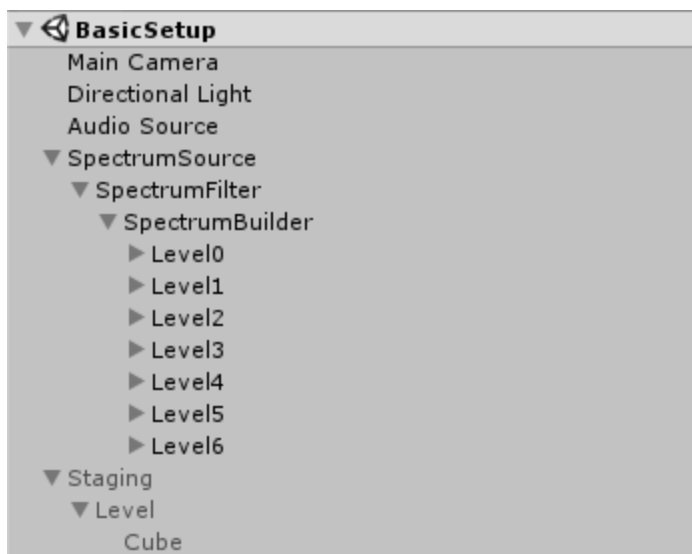 BasicSetup
Main Camera
Directional Light
Audio Source
SpectrumSource
SpectrumFilter
SpectrumBuilder
Level0
Level1
Level2
Level3
Level4
Level5
Level6
Staging
Level
Cube